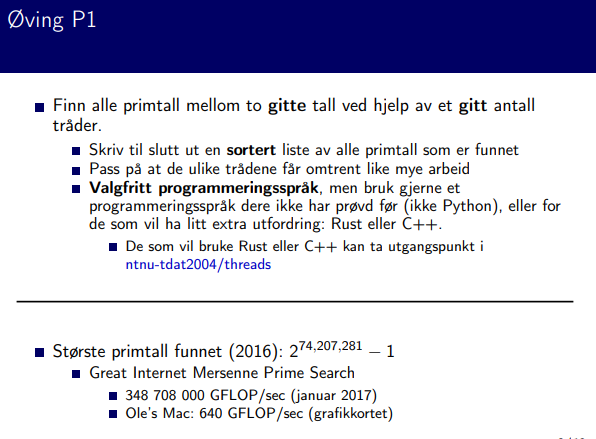 Øving P1
Finn alle primtall mellom to gitte tall ved hjelp av et gitt antall
tråder.
Skriv til slutt ut en sortert liste av alle primtall som er funnet
Pass på at de ulike trådene får omtrent like mye arbeid
Valgfritt programmeringsspråk, men bruk gjerne et
programmeringsspråk dere ikke har prøvd før (ikke Python), eller for
de som vil ha litt extra utfordring: Rust eller C++.
De som vil bruke Rust eller C++ kan ta utgangspunkt i
ntnu-tdat2004/threads
Største primtall funnet (2016): 2^74,207,281 − 1
Great Internet Mersenne Prime Search
348 708 000 GFLOP/sec (januar 2017)
Ole's Mac: 640 GFLOP/sec (grafikkortet)